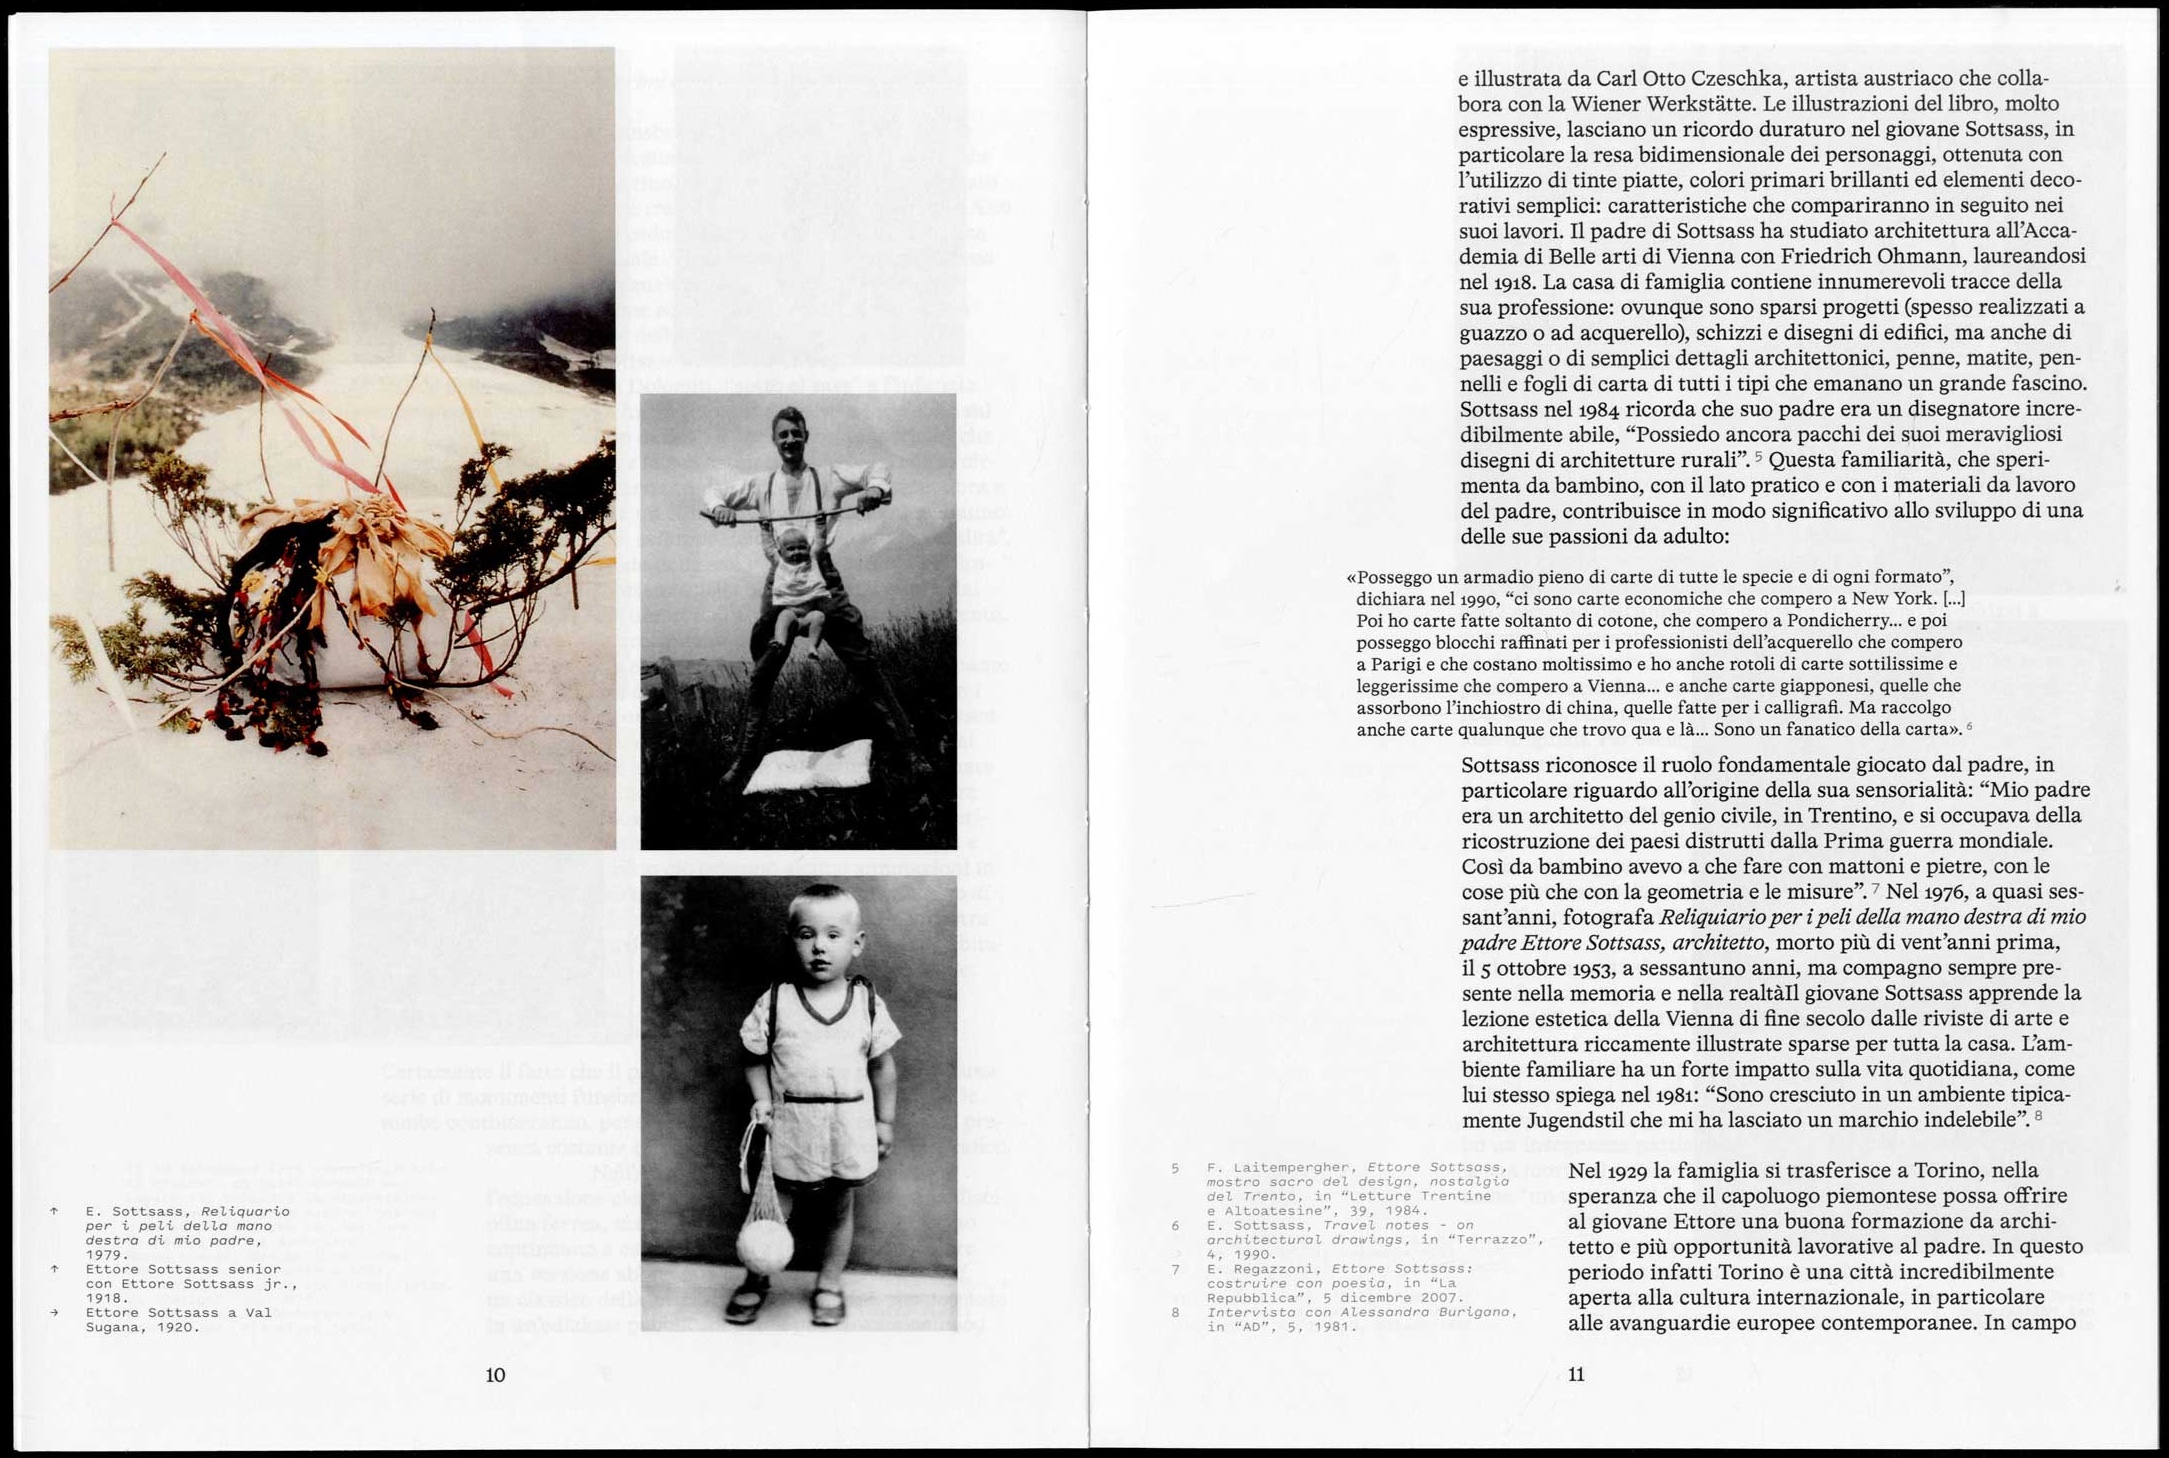 ↑ E. Sottsass, Reliquario
per i peli della mano
destra di mio padre,
1979.
↑ Ettore Sottsass senior
con Ettore Sottsass jr.,
1918.
→ Ettore Sottsass a Val
Sugana, 1920.
10
e illustrata da Carl Otto Czeschka, artista austriaco che colla-
bora con la Wiener Werkstätte. Le illustrazioni del libro, molto
espressive, lasciano un ricordo duraturo nel giovane Sottsass, in
particolare la resa bidimensionale dei personaggi, ottenuta con
l’utilizzo di tinte piatte, colori primari brillanti ed elementi deco-
rativi semplici: caratteristiche che compariranno in seguito nei
suoi lavori. Il padre di Sottsass ha studiato architettura all’Acca-
demia di Belle arti di Vienna con Friedrich Ohmann, laureandosi
nel 1918. La casa di famiglia contiene innumerevoli tracce della
sua professione: ovunque sono sparsi progetti (spesso realizzati a
guazzo o ad acquerello), schizzi e disegni di edifici, ma anche di
paesaggi o di semplici dettagli architettonici, penne, matite, pen-
nelli e fogli di carta di tutti i tipi che emanano un grande fascino.
Sottsass nel 1984 ricorda che suo padre era un disegnatore incre-
dibilmente abile, “Possiedo ancora pacchi dei suoi meravigliosi
disegni di architetture rurali”. 5 Questa familiarità, che speri-
menta da bambino, con il lato pratico e con i materiali da lavoro
del padre, contribuisce in modo significativo allo sviluppo di una
delle sue passioni da adulto:
«Posseggo un armadio pieno di carte di tutte le specie e di ogni formato”,
dichiara nel 1990, “ci sono carte economiche che compero a New York. [...]
Poi ho carte fatte soltanto di cotone, che compero a Pondicherry... e poi
posseggo blocchi raffinati per i professionisti dell’acquerello che compero
a Parigi e che costano moltissimo e ho anche rotoli di carte sottilissime e
leggerissime che compero a Vienna... e anche carte giapponesi, quelle che
assorbono l’inchiostro di china, quelle fatte per i calligrafi. Ma raccolgo
anche carte qualunque che trovo qua e là... Sono un fanatico della carta». 6
Sottsass riconosce il ruolo fondamentale giocato dal padre, in
particolare riguardo all’origine della sua sensorialità: “Mio padre
era un architetto del genio civile, in Trentino, e si occupava della
ricostruzione dei paesi distrutti dalla Prima guerra mondiale.
Così da bambino avevo a che fare con mattoni e pietre, con le
cose più che con la geometria e le misure”. 7 Nel 1976, a quasi ses-
sant’anni, fotografa Reliquiario per i peli della mano destra di mio
padre Ettore Sottsass, architetto, morto più di vent’anni prima,
il 5 ottobre 1953, a sessantuno anni, ma compagno sempre pre-
sente nella memoria e nella realtàIl giovane Sottsass apprende la
lezione estetica della Vienna di fine secolo dalle riviste di arte e
architettura riccamente illustrate sparse per tutta la casa. L’am-
biente familiare ha un forte impatto sulla vita quotidiana, come
lui stesso spiega nel 1981: “Sono cresciuto in un ambiente tipica-
mente Jugendstil che mi ha lasciato un marchio indelebile”. 8
Nel 1929 la famiglia si trasferisce a Torino, nella
speranza che il capoluogo piemontese possa offrire
al giovane Ettore una buona formazione da archi-
tetto e più opportunità lavorative al padre. In questo
periodo infatti Torino è una città incredibilmente
aperta alla cultura internazionale, in particolare
alle avanguardie europee contemporanee. In campo
5 F. Laitempergher, Ettore Sottsass,
mostro sacro del design, nostalgia
del Trento, in “Letture Trentine
e Altoatesine”, 39, 1984.
6 E. Sottsass, Travel notes - on
architectural drawings, in “Terrazzo”,
4, 1990.
7 E. Regazzoni, Ettore Sottsass:
costruire con poesia, in “La
Repubblica”, 5 dicembre 2007.
8 Intervista con Alessandra Burigana,
in “AD”, 5, 1981.
11